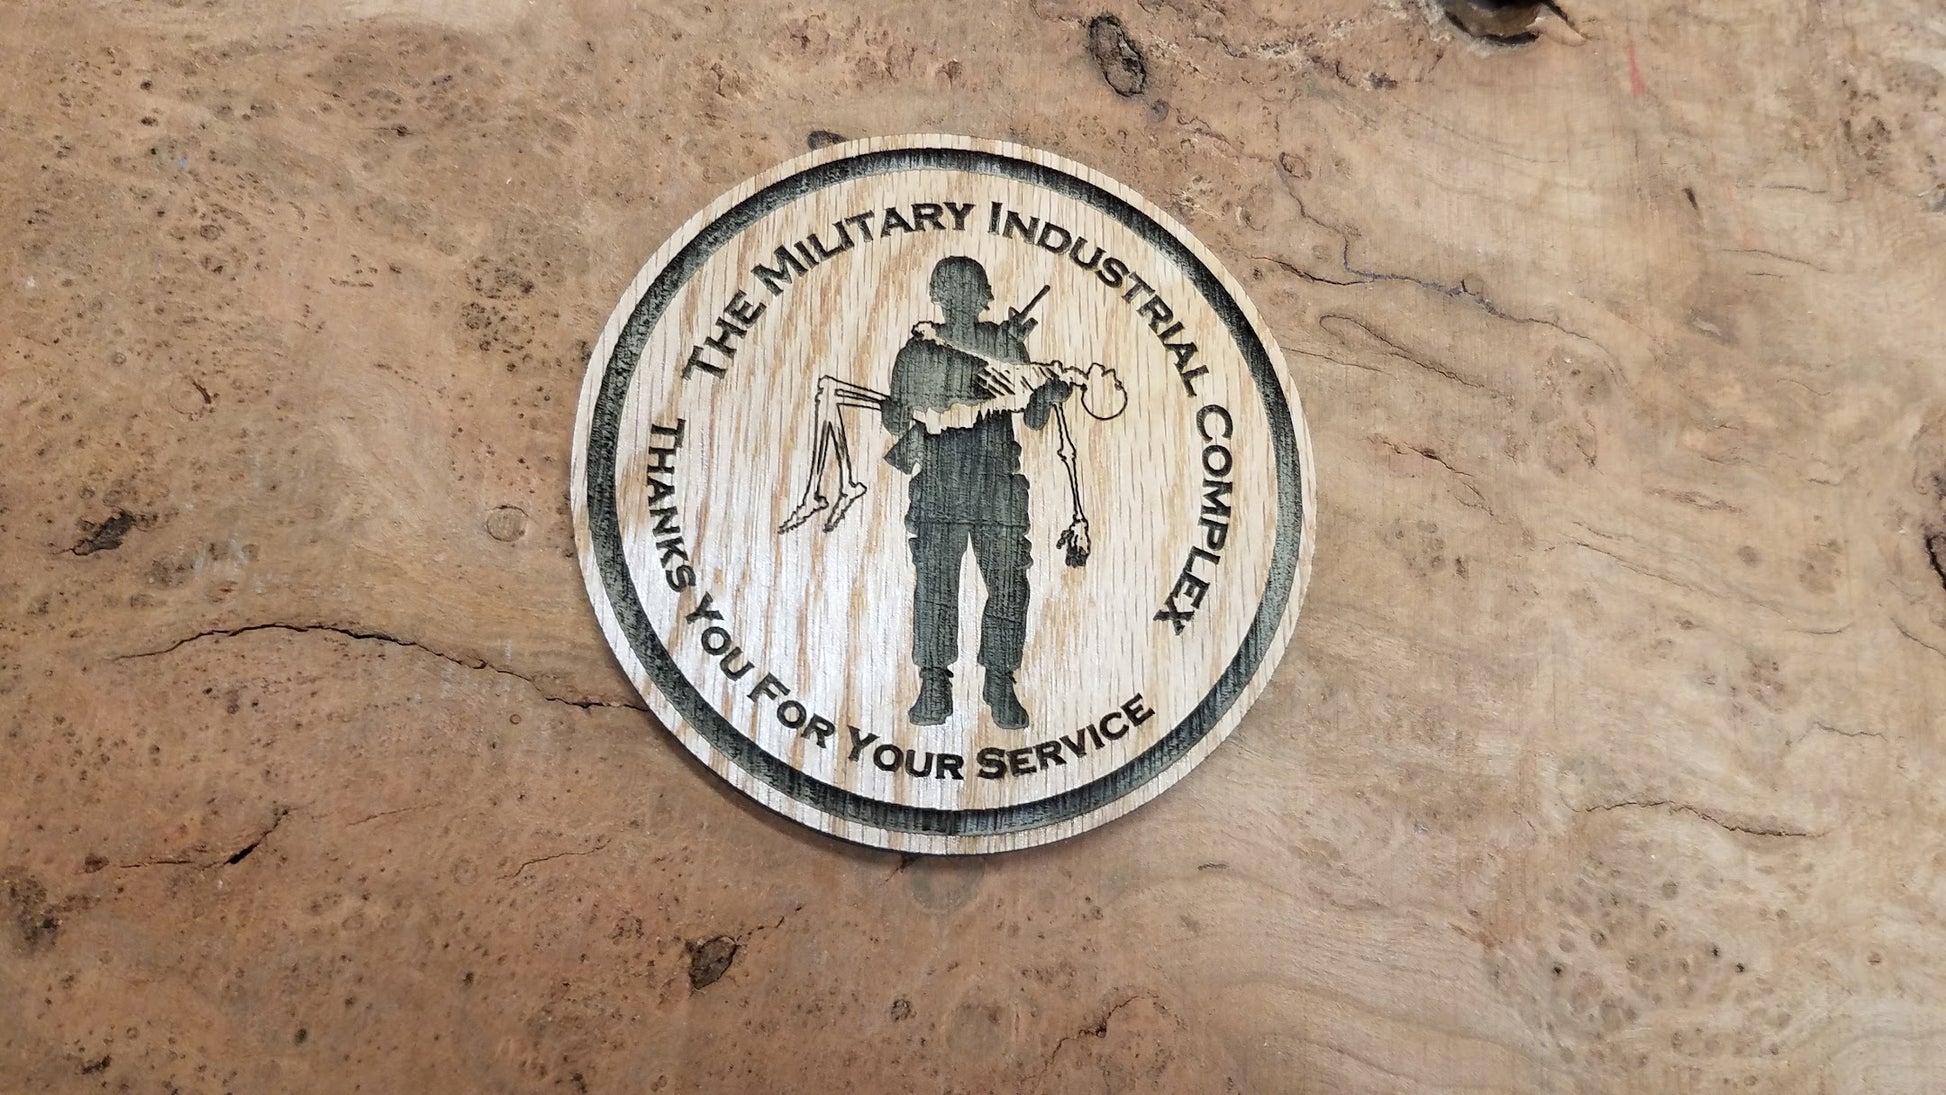 The Military Industrial Complex
Thanks You For Your Service